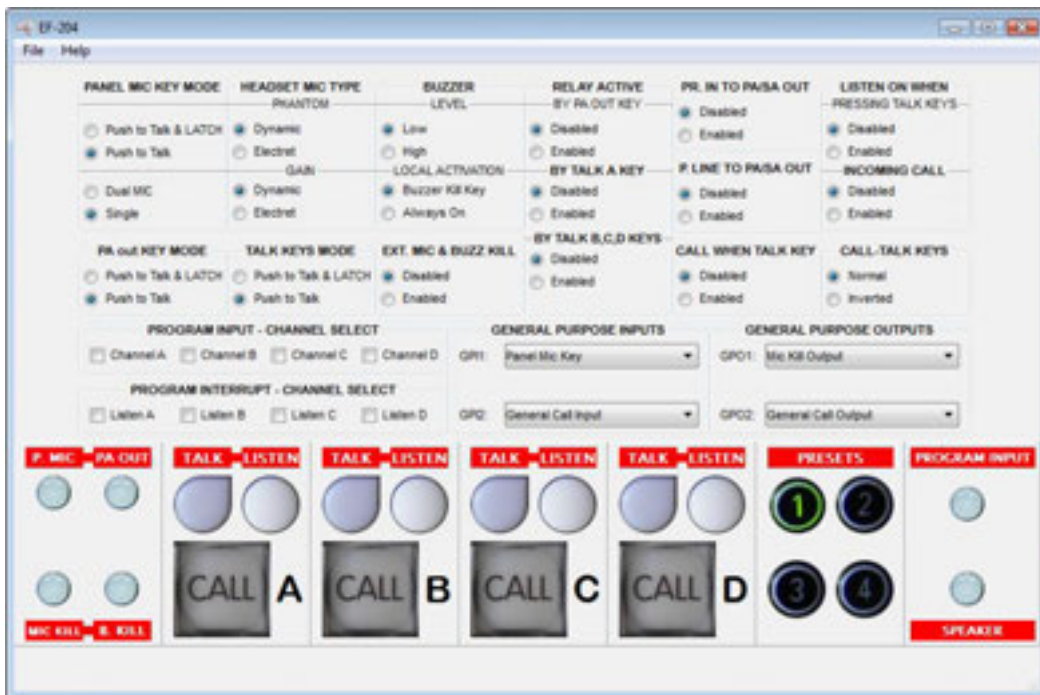 EF-204
File Help
PANEL MIC KEY MODE HEADSET MIC TYPE BUZZER RELAY ACTIVE PR. IN TO PA/SA OUT LISTEN ON WHEN
PHANTOM LEVEL BY PA OUT KEY PRESSING TALK KEYS
Push to Talk & LATCH Dynamic Low Disabled Disabled Disabled
Push to Talk Electret High Enabled Enabled Enabled
GAIN LOCAL ACTIVATION BY TALK A KEY P. LINE TO PA/SA OUT INCOMING CALL
Dual MIC Dynamic Buzzer Kill Key Disabled Disabled Disabled
Single Electret Always On Enabled Enabled Enabled
PA out KEY MODE TALK KEYS MODE EXT. MIC & BUZZ KILL BY TALK B,C,D KEYS CALL WHEN TALK KEY CALL-TALK KEYS
Push to Talk & LATCH Push to Talk & LATCH Disabled Disabled Disabled Normal
Push to Talk Push to Talk Enabled Enabled Enabled Inverted
PROGRAM INPUT - CHANNEL SELECT GENERAL PURPOSE INPUTS GENERAL PURPOSE OUTPUTS
Channel A Channel B Channel C Channel D GPI1: Panel Mic Key GPO1: Mic Kill Output
PROGRAM INTERRUPT - CHANNEL SELECT
Listen A Listen B Listen C Listen D GPI2: General Call Input GPO2: General Call Output
P. MIC PA OUT TALK LISTEN TALK LISTEN TALK LISTEN TALK LISTEN PRESETS PROGRAM INPUT
1 2
CALL A CALL B CALL C CALL D 3 4
MIC KILL B. KILL SPEAKER